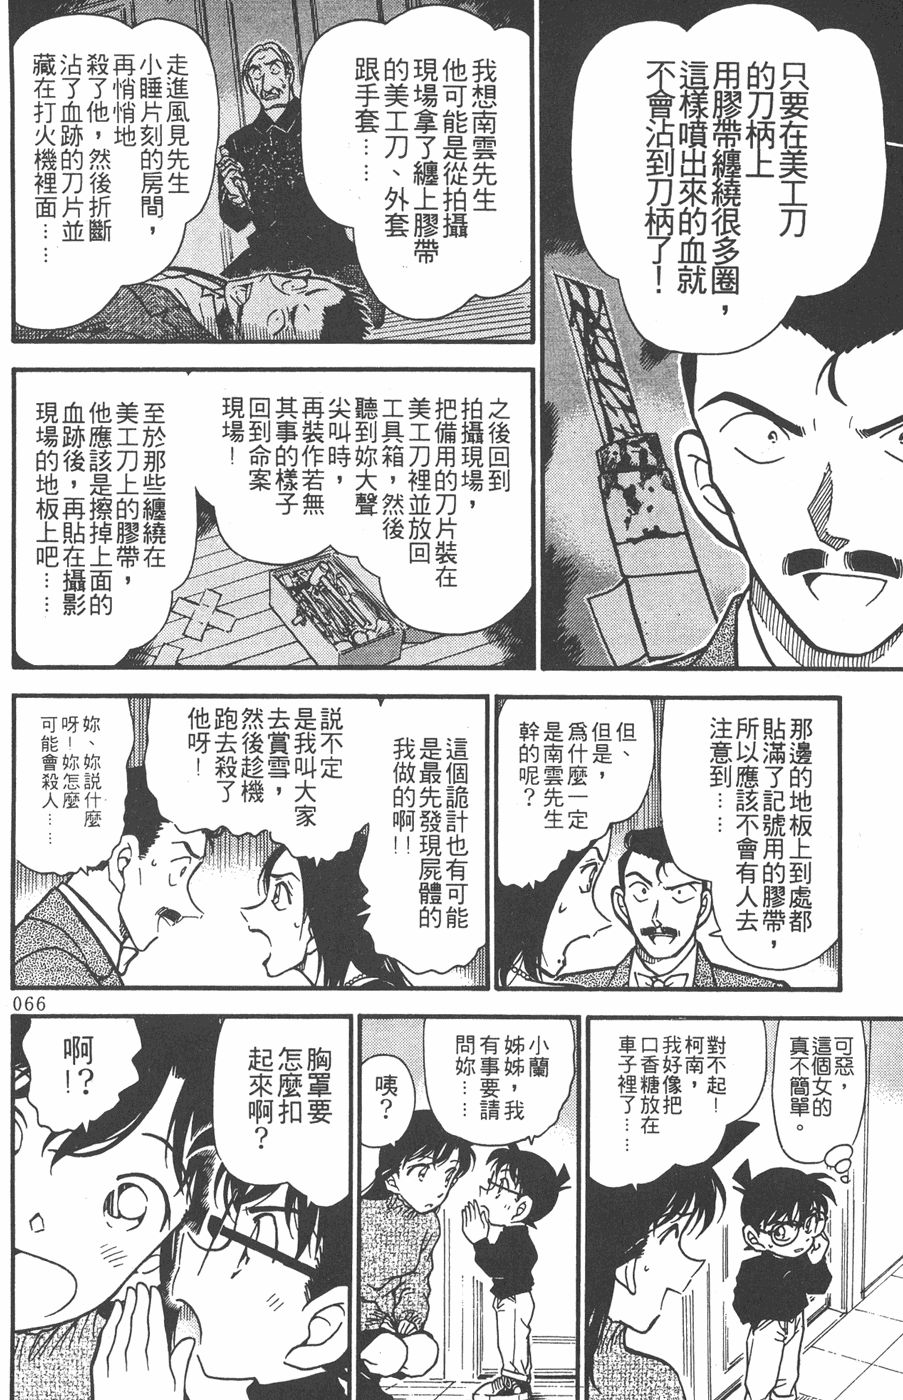 只要在美工刀
的刀柄上
用膠帶纏繞很多圈，
這樣噴出來的血就
不會沾到刀柄了！
我想南雲先生
他可能是從拍攝
現場拿了纏上膠帶
的美工刀、外套
跟手套……
走進風見先生
小睡片刻的房間，
再悄悄地
殺了他，然後折斷
沾了血跡的刀片並
藏在打火機裡面……
之後回到
拍攝現場，
把備用的刀片裝在
美工刀裡並放回
工具箱，然後
聽到妳大聲
尖叫時，
再裝作若無
其事的樣子
回到命案
現場！
至於那些纏繞在
美工刀上的膠帶，
他應該是擦掉上面的
血跡後，再貼在攝影
現場的地板上吧……
那邊的地板上到處都
貼滿了記號用的膠帶，
所以應該不會有人去
注意到……
但、
但是，
為什麼一定
是南雲先生
幹的呢？
這個詭計也有可能
是最先發現屍體的
我做的啊!!
說不定
是我叫大家
去賞雪，
然後趁機
跑去殺了
他呀！
妳、妳說什麼
呀！妳怎麼
可能會殺人……
066
可惡，
這個女的
真不簡單。
對不起！
柯南，
我好像把
口香糖放在
車子裡了……
小蘭
姊姊，我
有事要請
問妳……
咦？
胸罩要
怎麼扣
起來啊？
啊!?